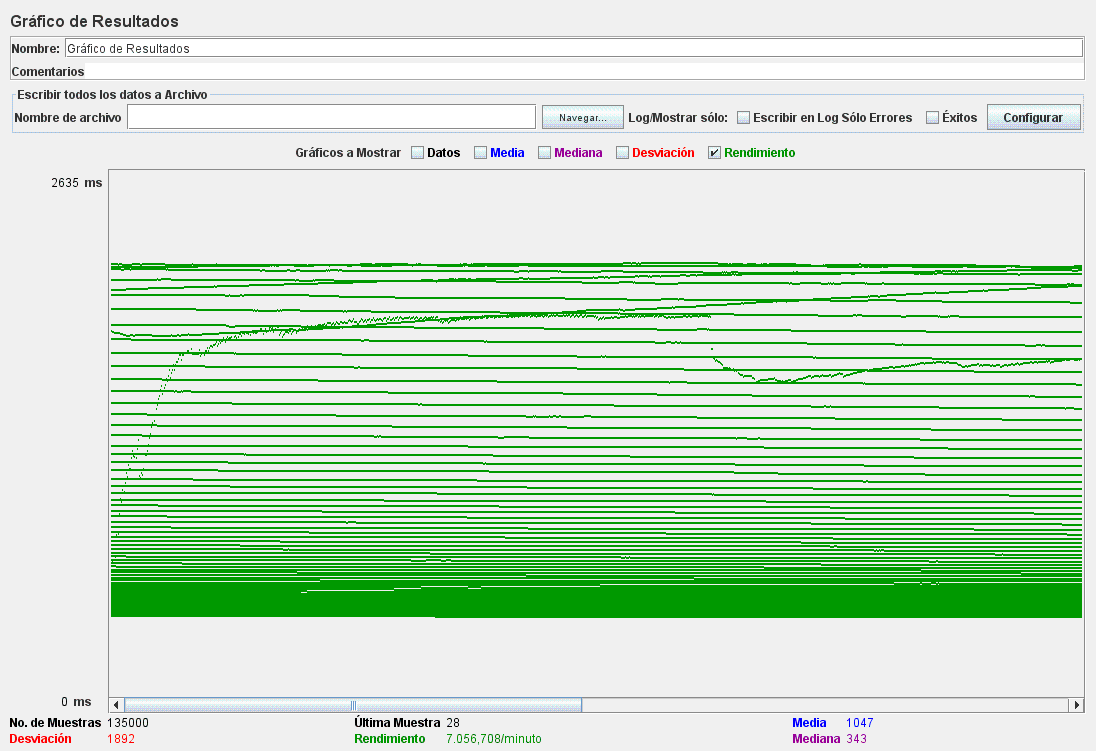 Gráfico de Resultados
Nombre: Gráfico de Resultados
Comentarios
Escribir todos los datos a Archivo
Nombre de archivo Navegar... Log/Mostrar sólo: Escribir en Log Sólo Errores Éxitos Configurar
Gráficos a Mostrar Datos Media Mediana Desviación Rendimiento
2635 ms
0 ms
No. de Muestras 135000 Última Muestra 28 Media 1047
Desviación 1892 Rendimiento 7.056,708/minuto Mediana 343